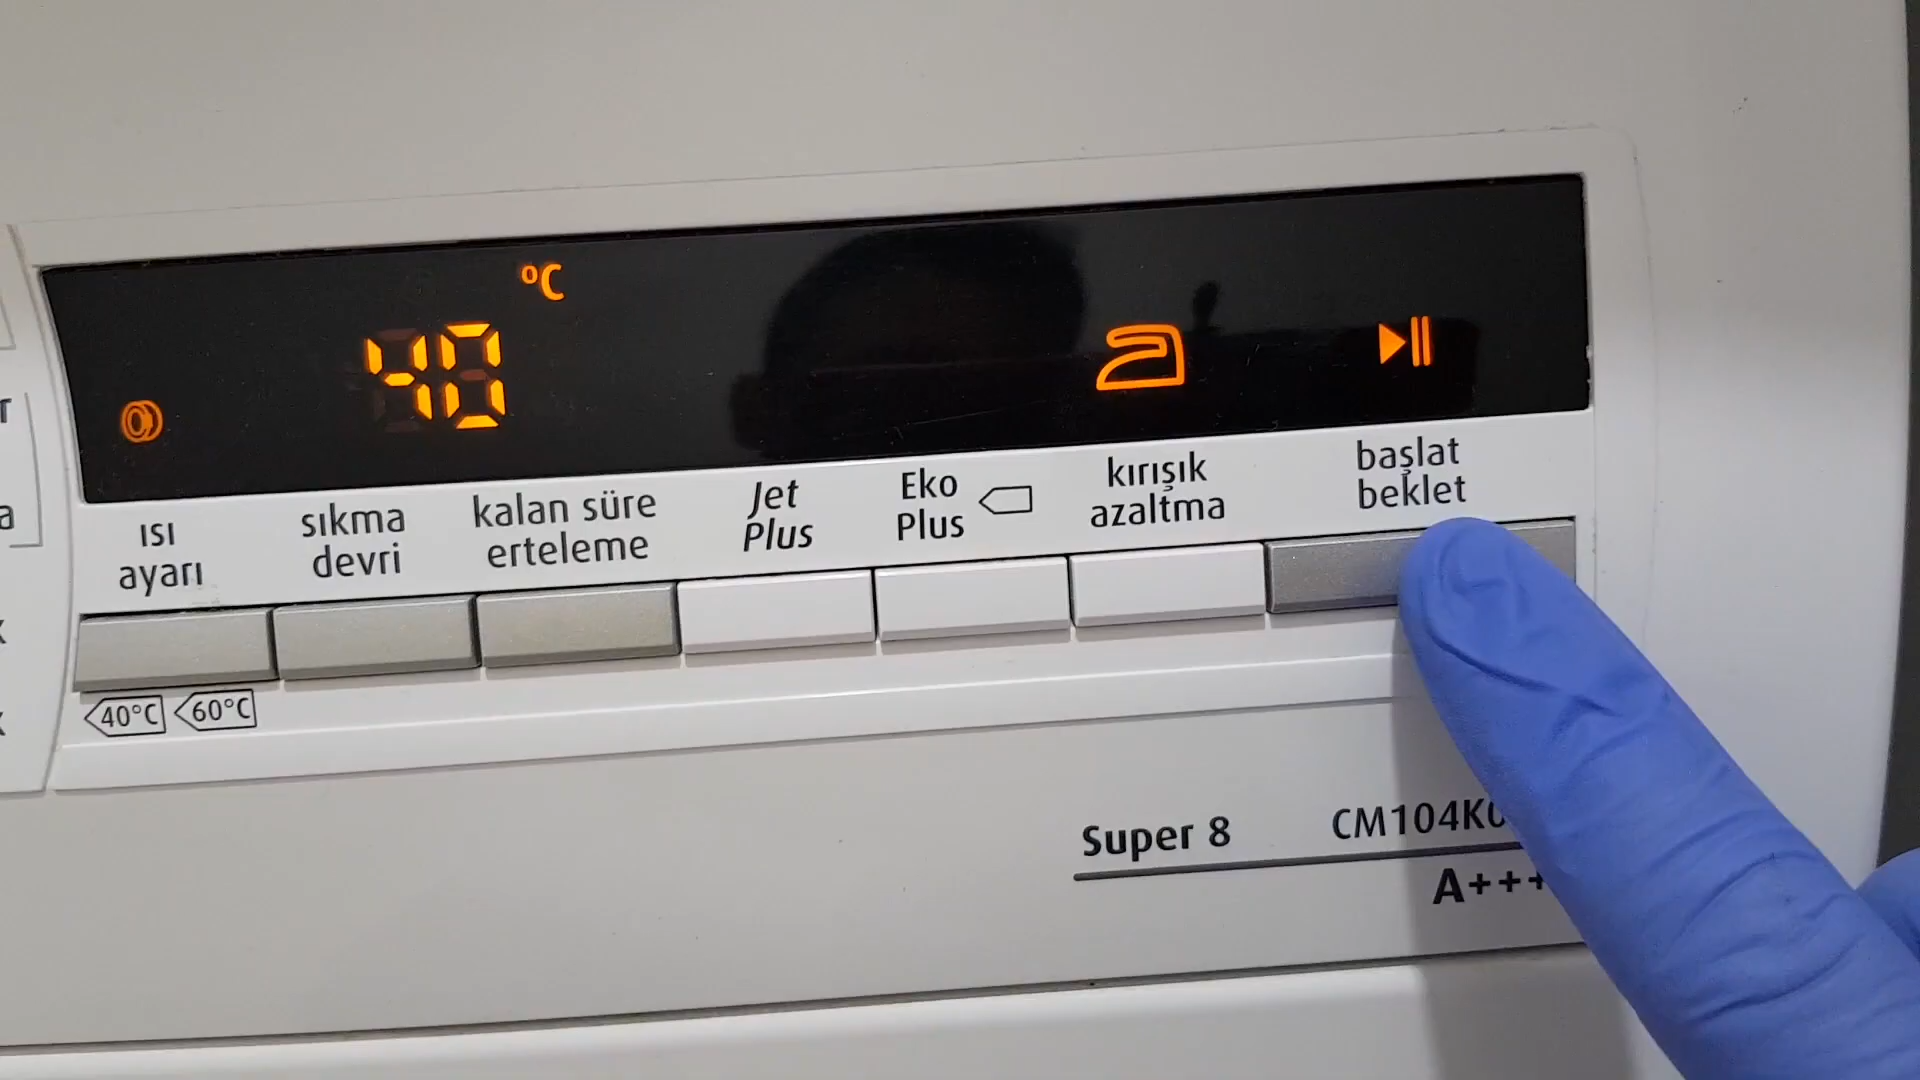 °C
40
ısı
ayarı
sıkma
devri
kalan süre
erteleme
Jet
Plus
Eko
Plus
kırışık
azaltma
başlat
beklet
40°C 60°C
Super 8
A+++